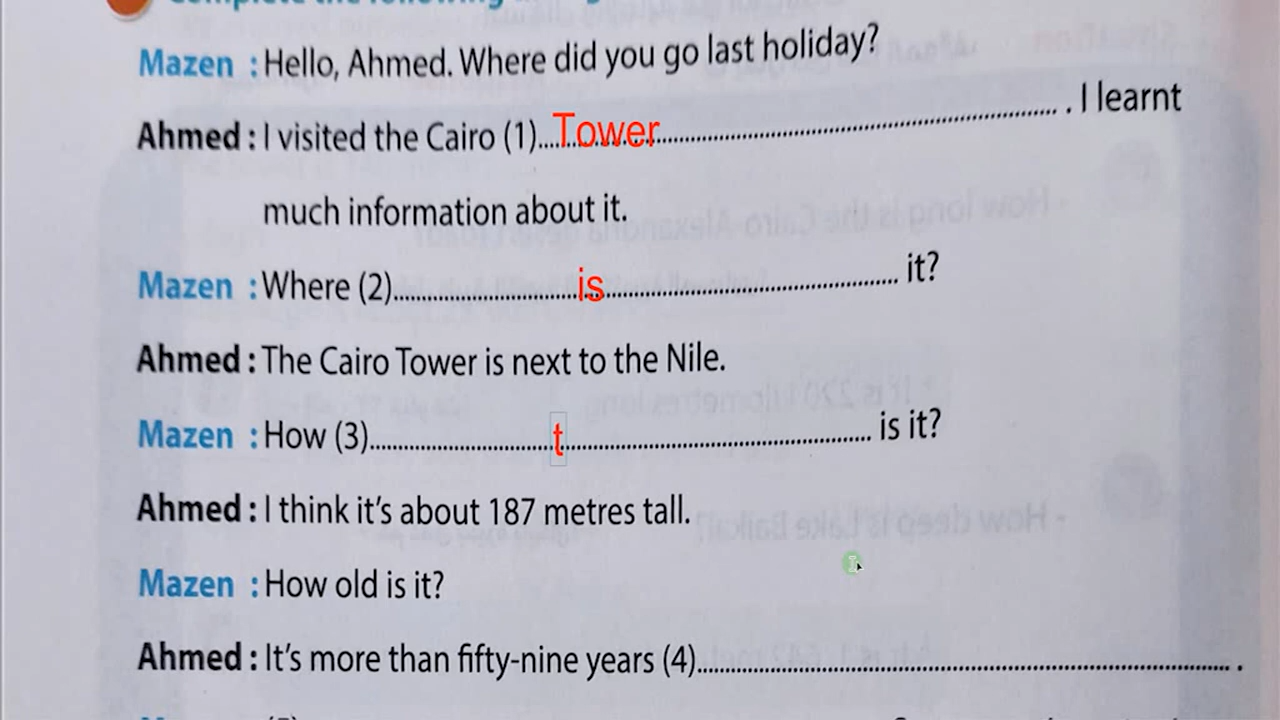 Mazen : Hello, Ahmed. Where did you go last holiday?
Ahmed : I visited the Cairo (1)....Tower.................... . I learnt
much information about it.
Mazen : Where (2)....................is.................... it?
Ahmed : The Cairo Tower is next to the Nile.
Mazen : How (3)....................t.................... is it?
Ahmed : I think it's about 187 metres tall.
Mazen : How old is it?
Ahmed : It's more than fifty-nine years (4)........................................ .